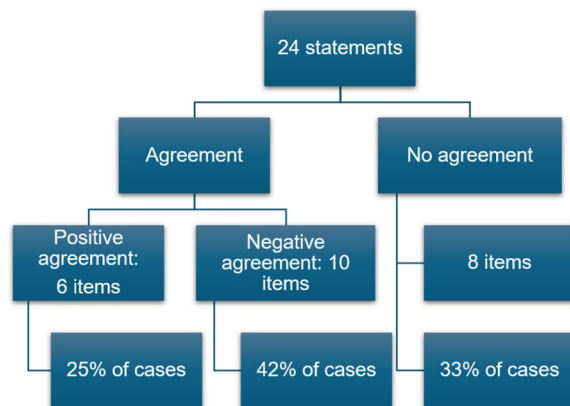 24 statements
Agreement
No agreement
Positive
agreement:
6 items
Negative
agreement: 10
items
8 items
25% of cases
42% of cases
33% of cases